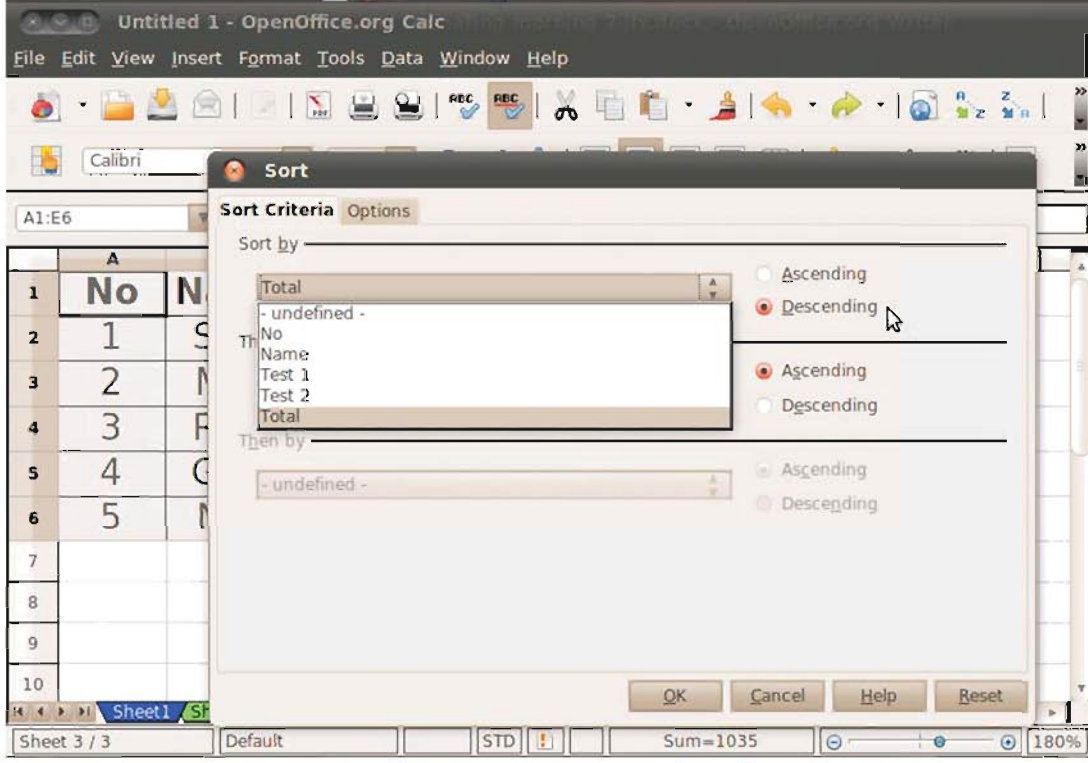 Untitled 1 - OpenOffice.org Calc
File Edit View Insert Format Tools Data Window Help
PDF ABC ABC A Z Z A
Calibri
Sort
A1:E6
Sort Criteria Options
Sort by
A
Total
Ascending
Descending
- undefined -
No
Name
Test 1
Test 2
Total
Ascending
Descending
Then by
- undefined -
Ascending
Descending
1 No
2 1
3 2
4 3
5 4
6 5
7
8
9
10
OK Cancel Help Reset
Sheet1
Sheet 3 / 3 Default STD Sum=1035 180%